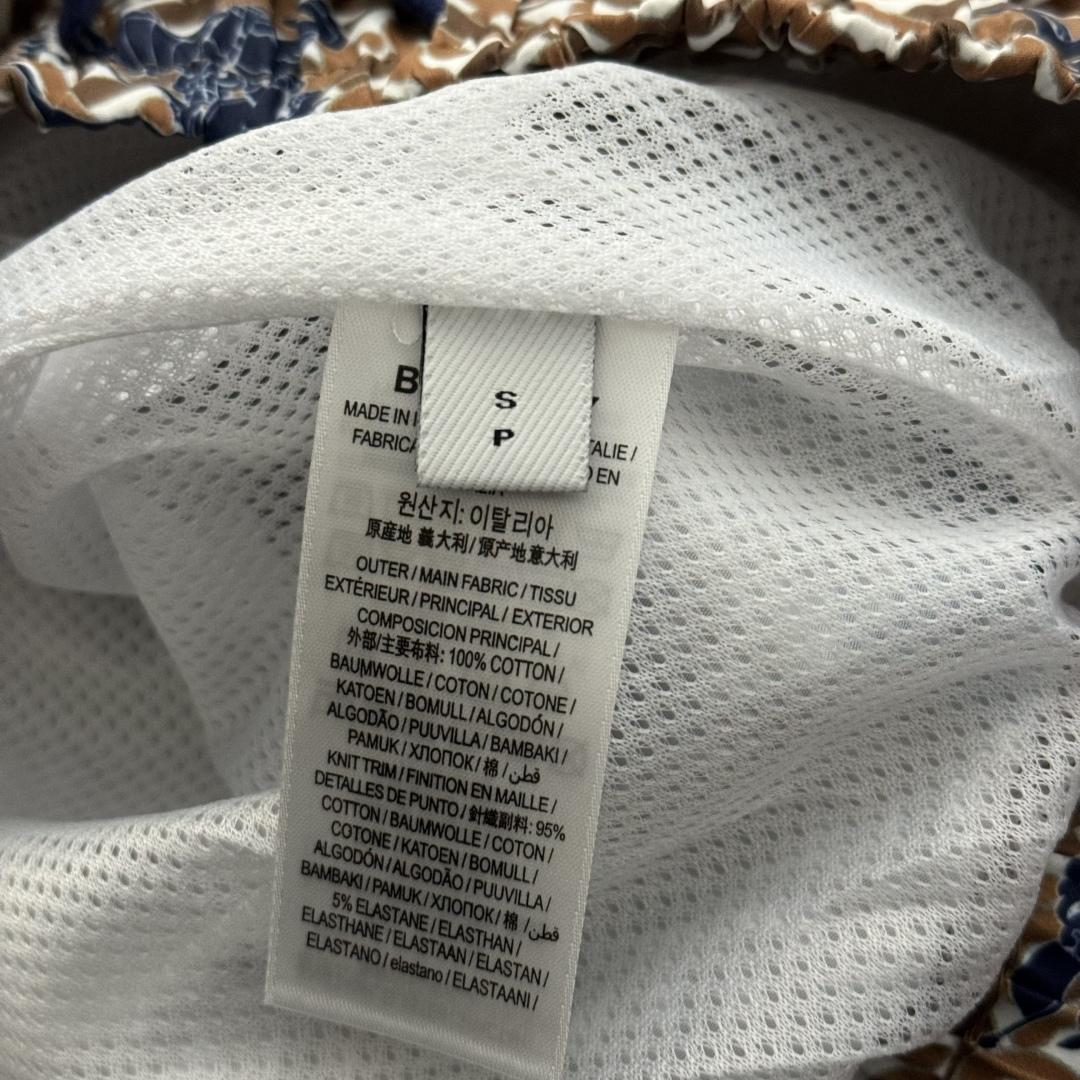 S
P
MADE IN
TALIE /
EN
원산지: 이탈리아
原産地 義大利 / 原产地意大利
OUTER / MAIN FABRIC / TISSU
EXTÉRIEUR / PRINCIPAL / EXTERIOR
COMPOSICION PRINCIPAL /
外部/主要布料: 100% COTTON /
BAUMWOLLE / COTON / COTONE /
KATOEN / BOMULL / ALGODÓN /
ALGODÃO / PUUVILLA / BAMBAKI /
PAMUK / ХЛОПОК / 棉 / قطن
KNIT TRIM / FINITION EN MAILLE /
DETALLES DE PUNTO / 針織副料: 95%
COTTON / BAUMWOLLE / COTON /
COTONE / KATOEN / BOMULL /
ALGODÓN / ALGODÃO / PUUVILLA /
BAMBAKI / PAMUK / ХЛОПОК / 棉 / قطن
5% ELASTANE / ELASTHAN /
ELASTHANE / ELASTAAN / ELASTAN /
ELASTANO / elastano / ELASTAANI /